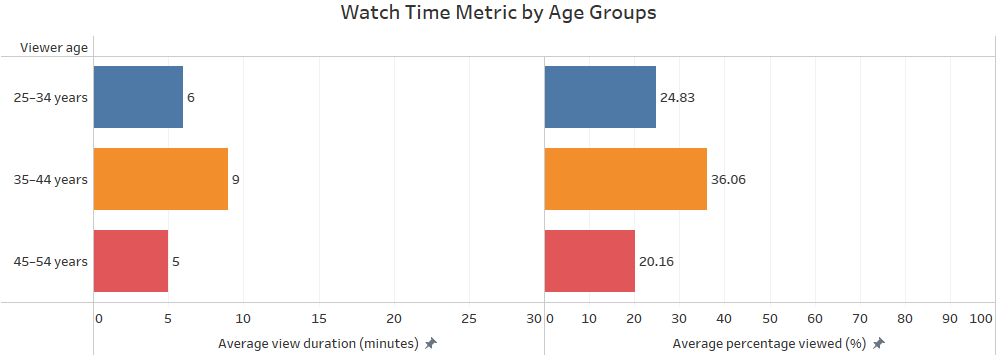 Watch Time Metric by Age Groups
Viewer age
25–34 years 6 24.83
35–44 years 9 36.06
45–54 years 5 20.16
0 5 10 15 20 25 30 0 10 20 30 40 50 60 70 80 90 100
Average view duration (minutes) Average percentage viewed (%)